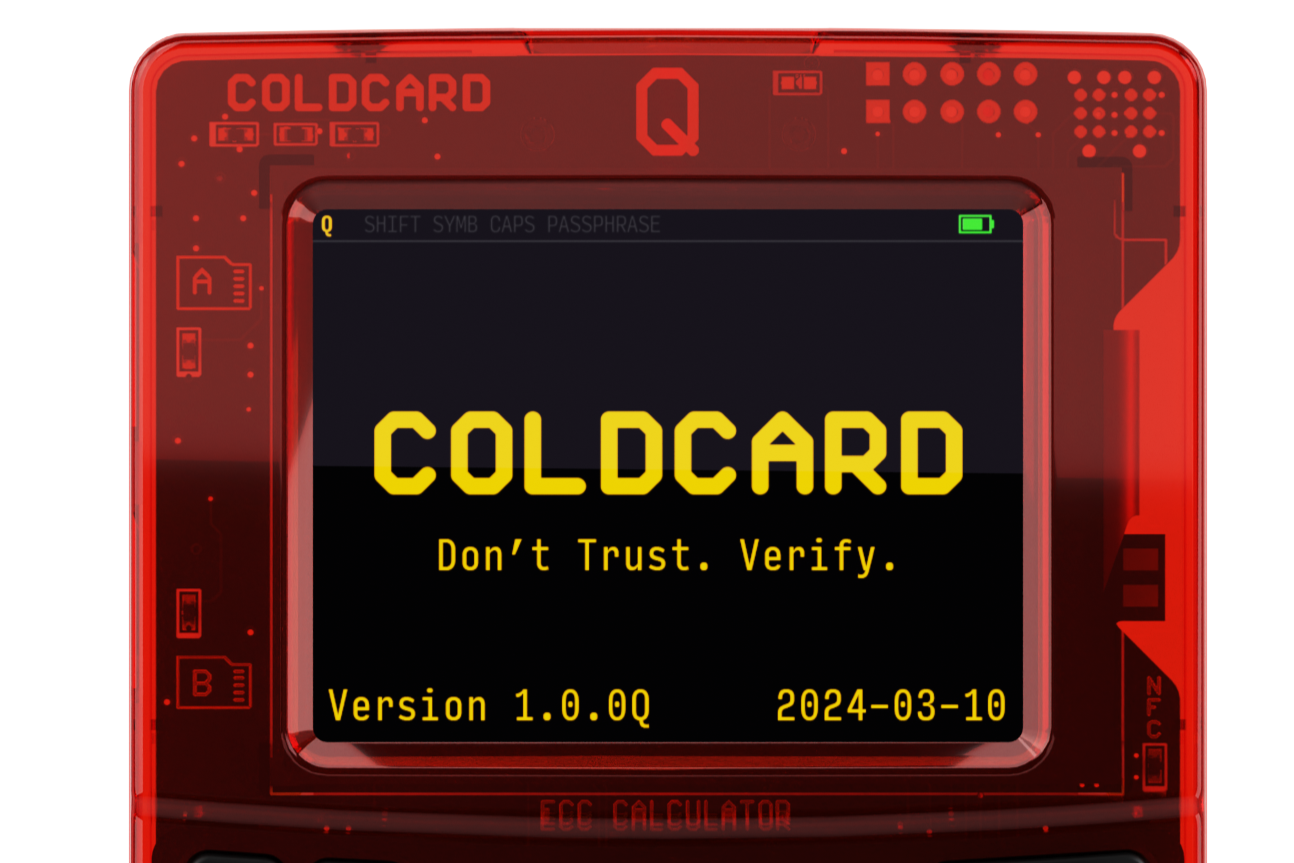 COLDCARD
Q
A
Q SHIFT SYMB CAPS PASSPHRASE
COLDCARD
Don't Trust. Verify.
Version 1.0.0Q 2024-03-10
B
NFC
ECC CALCULATOR